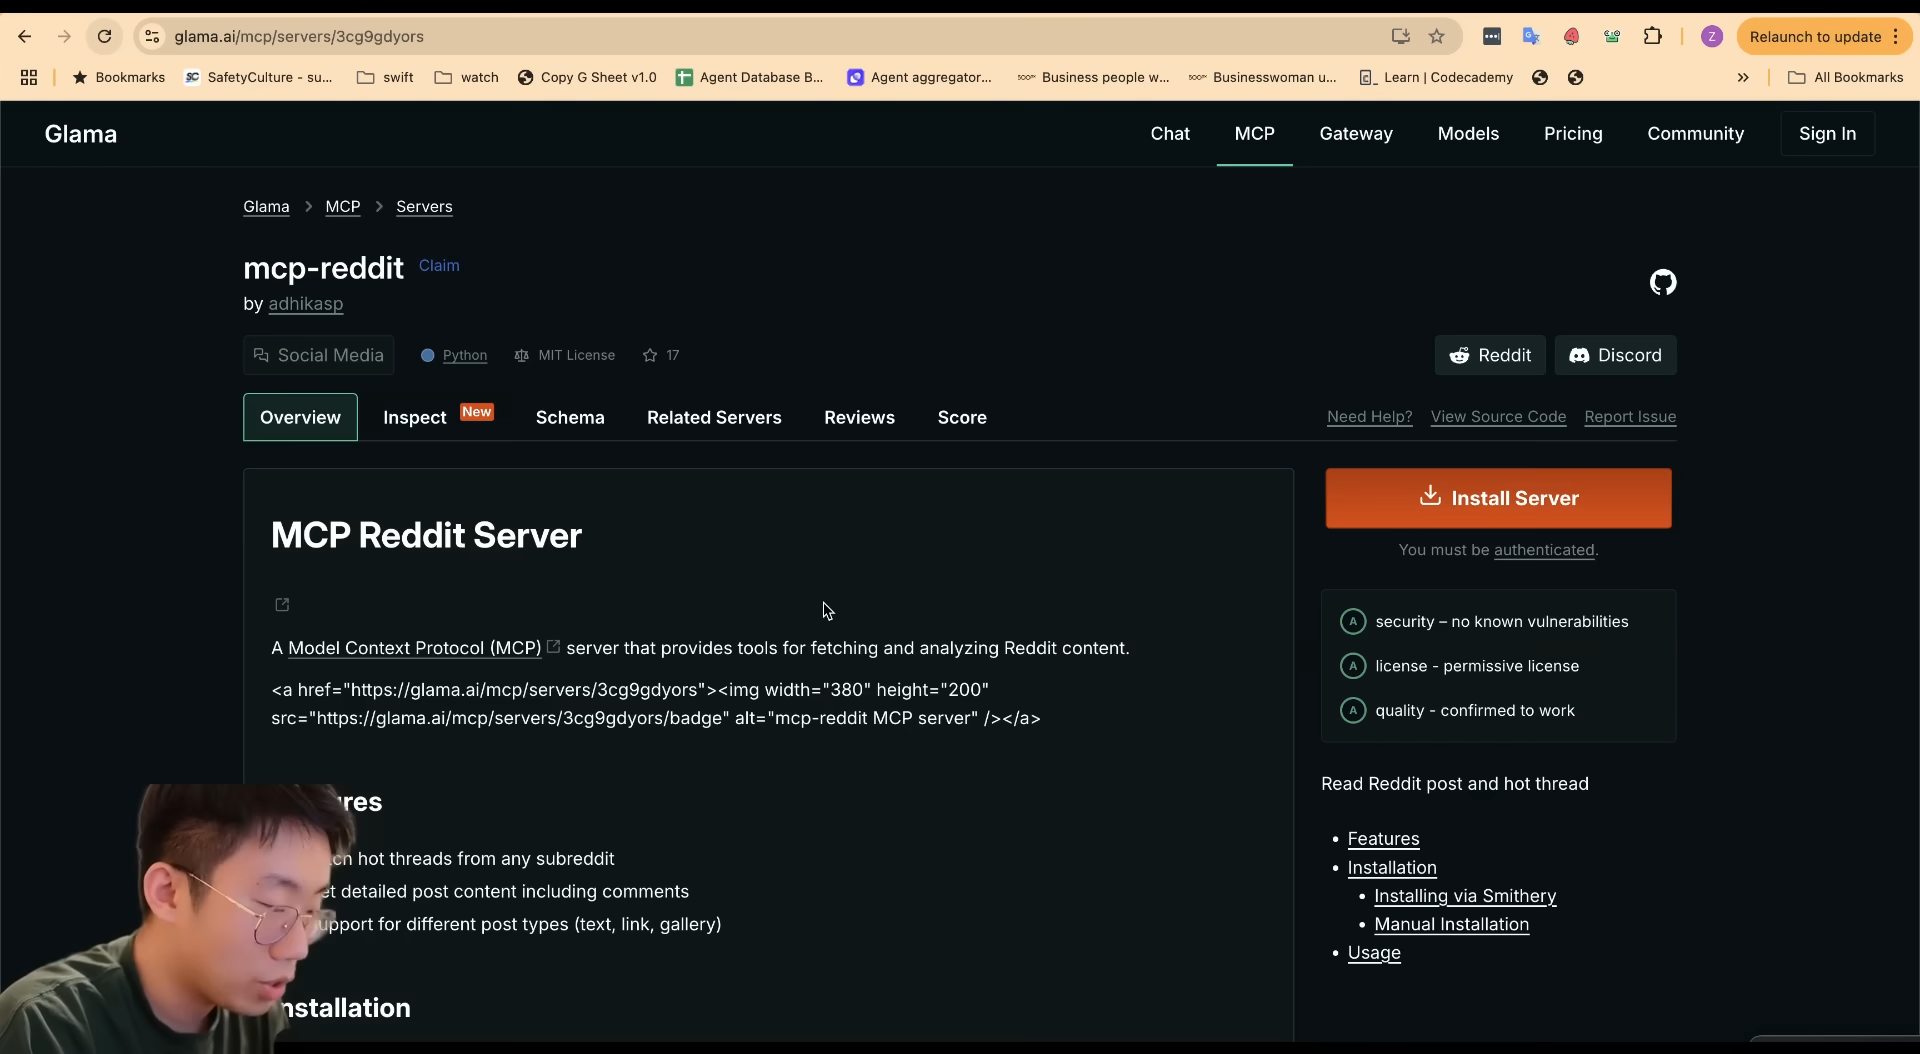 glama.ai/mcp/servers/3cg9gdyors
Z
Relaunch to update
Bookmarks
SC
SafetyCulture - su...
swift
watch
Copy G Sheet v1.0
Agent Database B...
Agent aggregator...
Business people w...
Businesswoman u...
Learn | Codecademy
All Bookmarks
Glama
Chat
MCP
Gateway
Models
Pricing
Community
Sign In
Glama > MCP > Servers
mcp-reddit Claim
by adhikasp
Social Media
Python
MIT License
17
Reddit
Discord
Overview
Inspect
New
Schema
Related Servers
Reviews
Score
Need Help?
View Source Code
Report Issue
MCP Reddit Server
A Model Context Protocol (MCP) server that provides tools for fetching and analyzing Reddit content.
<a href="https://glama.ai/mcp/servers/3cg9gdyors"><img width="380" height="200"
src="https://glama.ai/mcp/servers/3cg9gdyors/badge" alt="mcp-reddit MCP server" /></a>
ures
ch hot threads from any subreddit
et detailed post content including comments
upport for different post types (text, link, gallery)
nstallation
Install Server
You must be authenticated.
A security – no known vulnerabilities
A license - permissive license
A quality - confirmed to work
Read Reddit post and hot thread
• Features
• Installation
• Installing via Smithery
• Manual Installation
• Usage